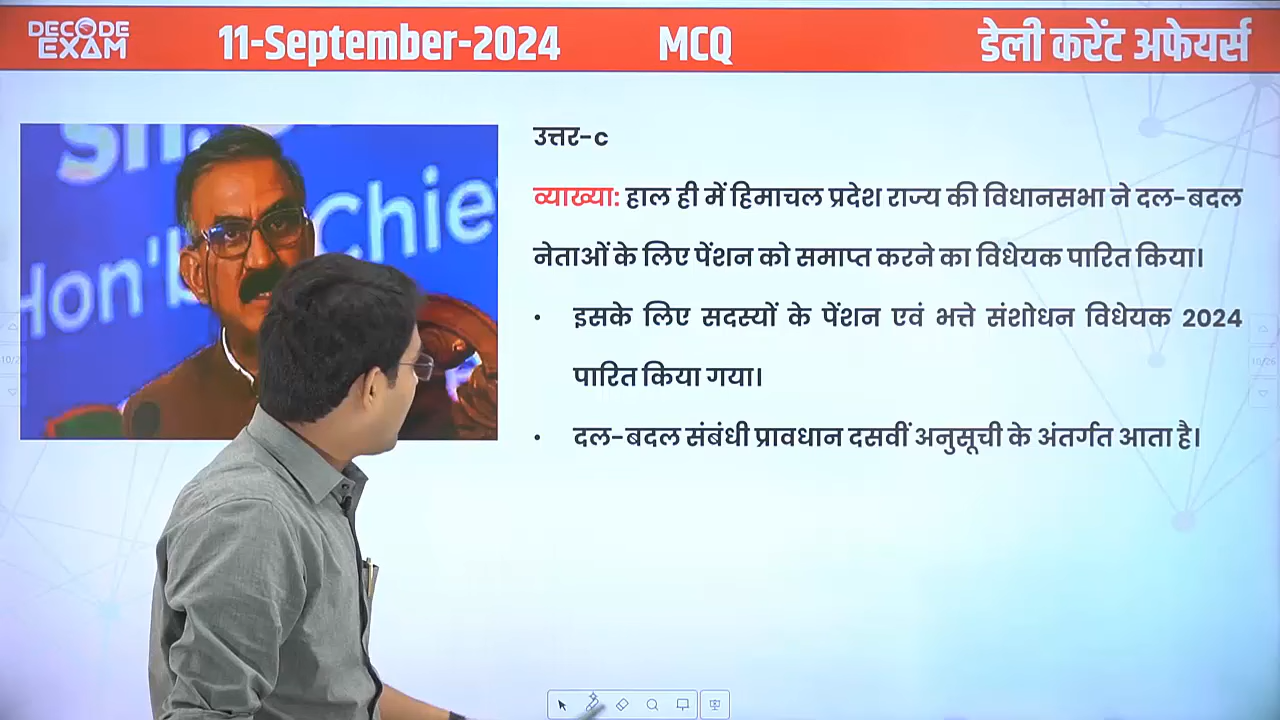 DECODE
EXAM
11-September-2024
MCQ
डेली करेंट अफेयर्स
Hon'b
Chie
उत्तर-c
व्याख्या: हाल ही में हिमाचल प्रदेश राज्य की विधानसभा ने दल-बदल
नेताओं के लिए पेंशन को समाप्त करने का विधेयक पारित किया।
• इसके लिए सदस्यों के पेंशन एवं भत्ते संशोधन विधेयक 2024
पारित किया गया।
• दल-बदल संबंधी प्रावधान दसवीं अनुसूची के अंतर्गत आता है।
10/26